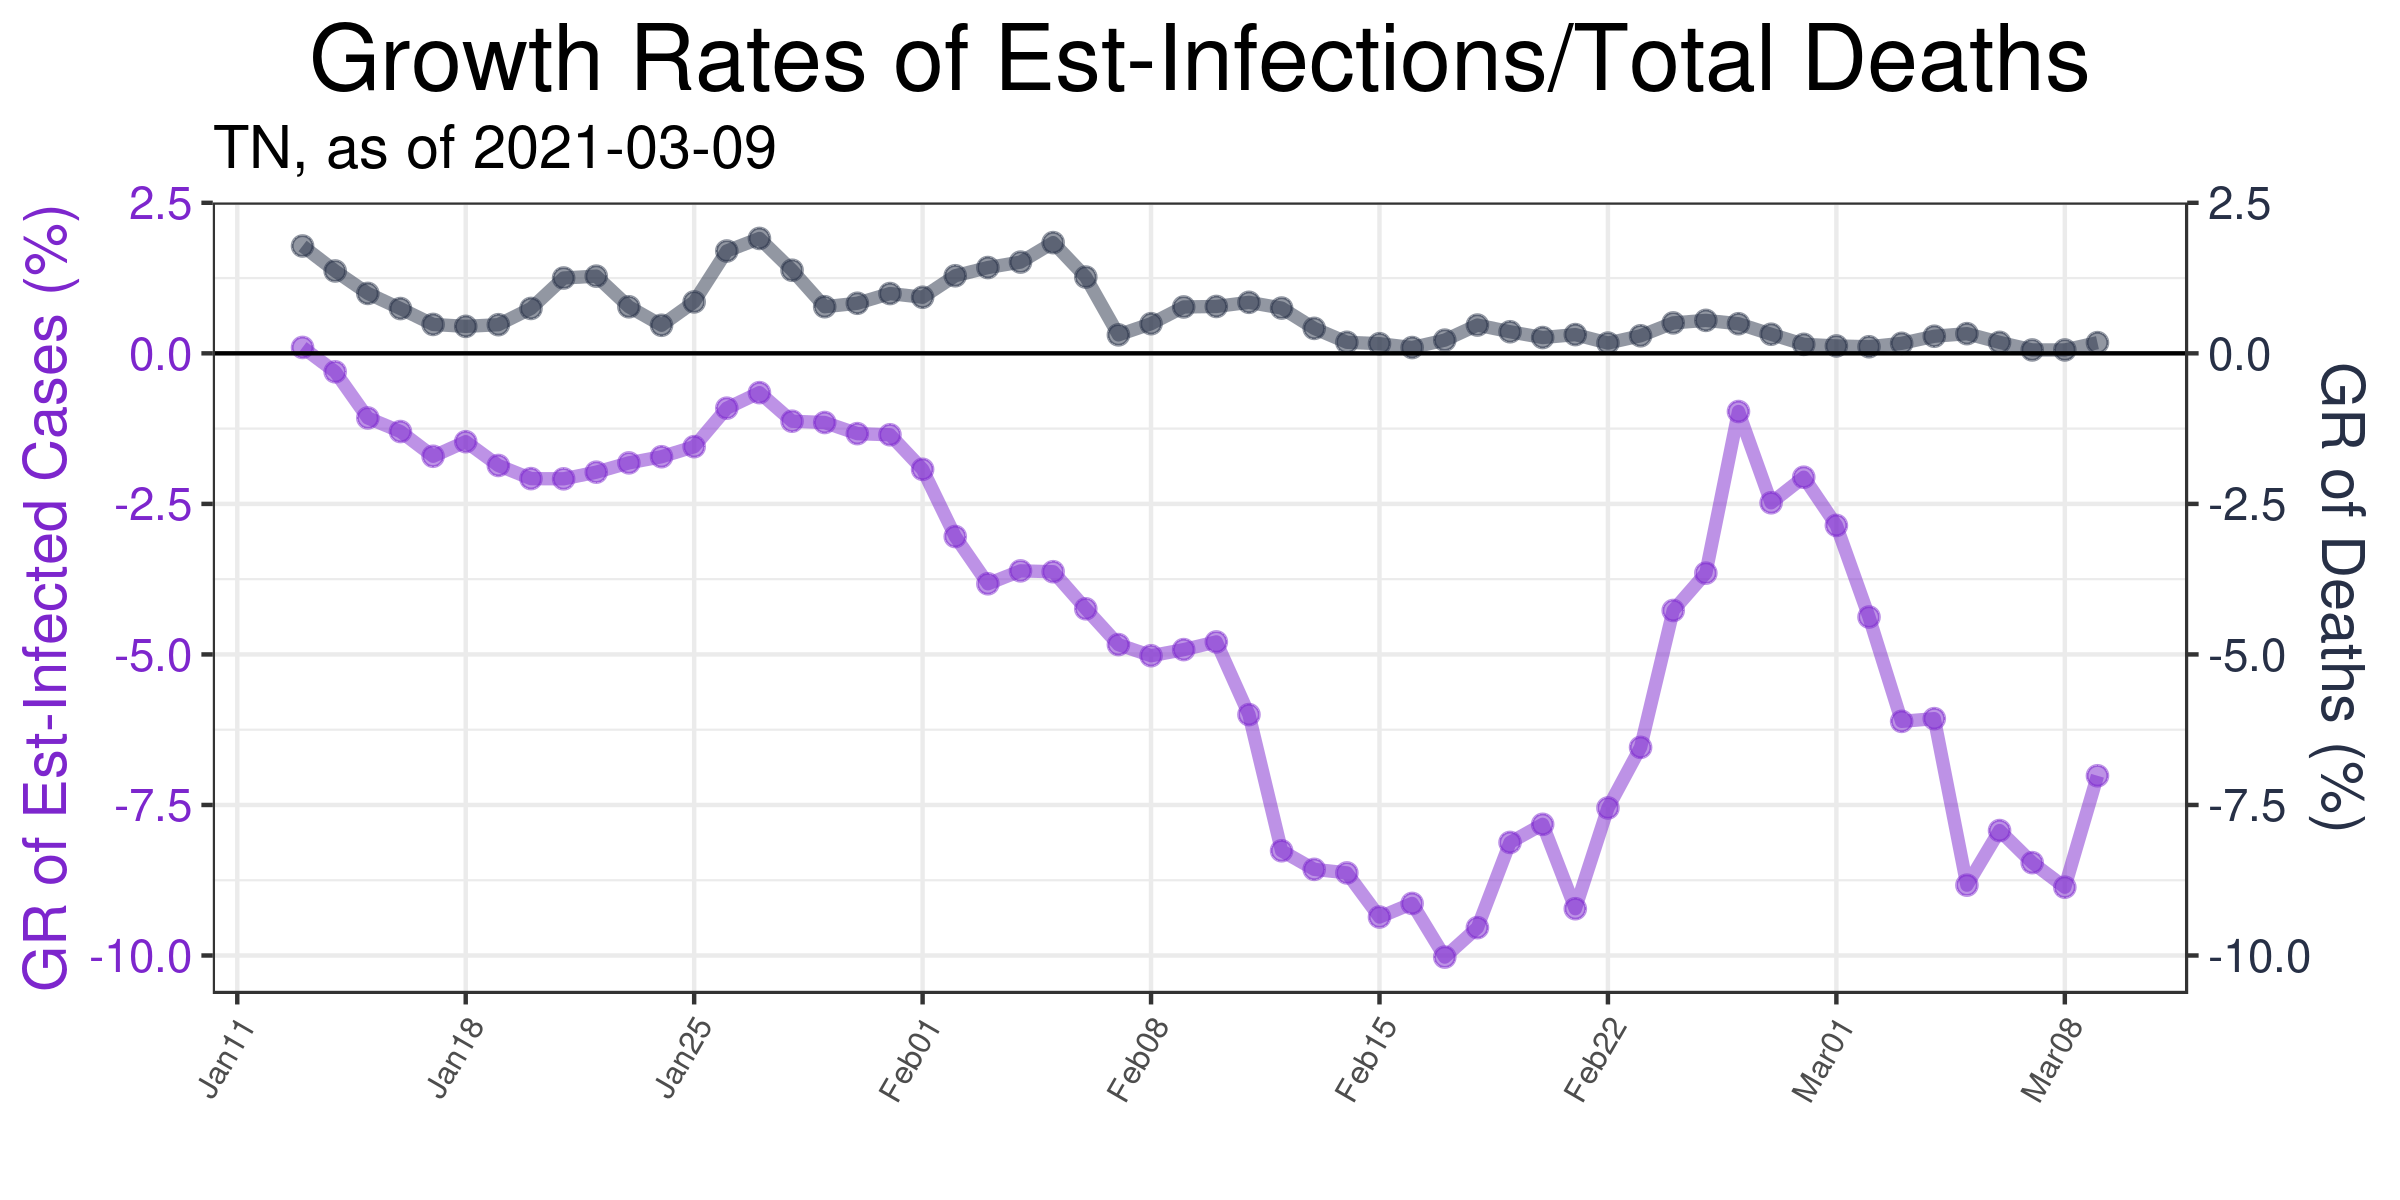 Growth Rates of Est-Infections/Total Deaths
TN, as of 2021-03-09
GR of Est-Infected Cases (%)
2.5
0.0
-2.5
-5.0
-7.5
-10.0
2.5
0.0
-2.5
-5.0
-7.5
-10.0
GR of Deaths (%)
Jan11
Jan18
Jan25
Feb01
Feb08
Feb15
Feb22
Mar01
Mar08